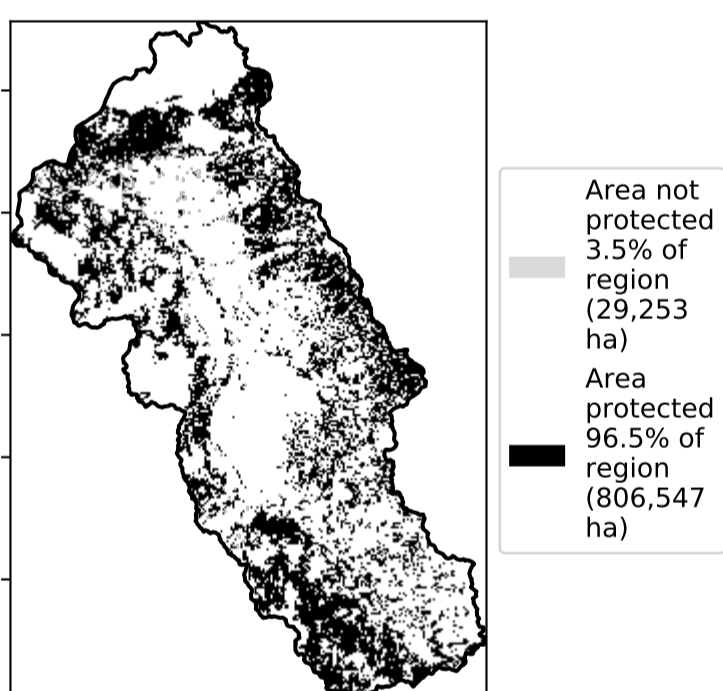 Area not
protected
3.5% of
region
(29,253
ha)
Area
protected
96.5% of
region
(806,547
ha)